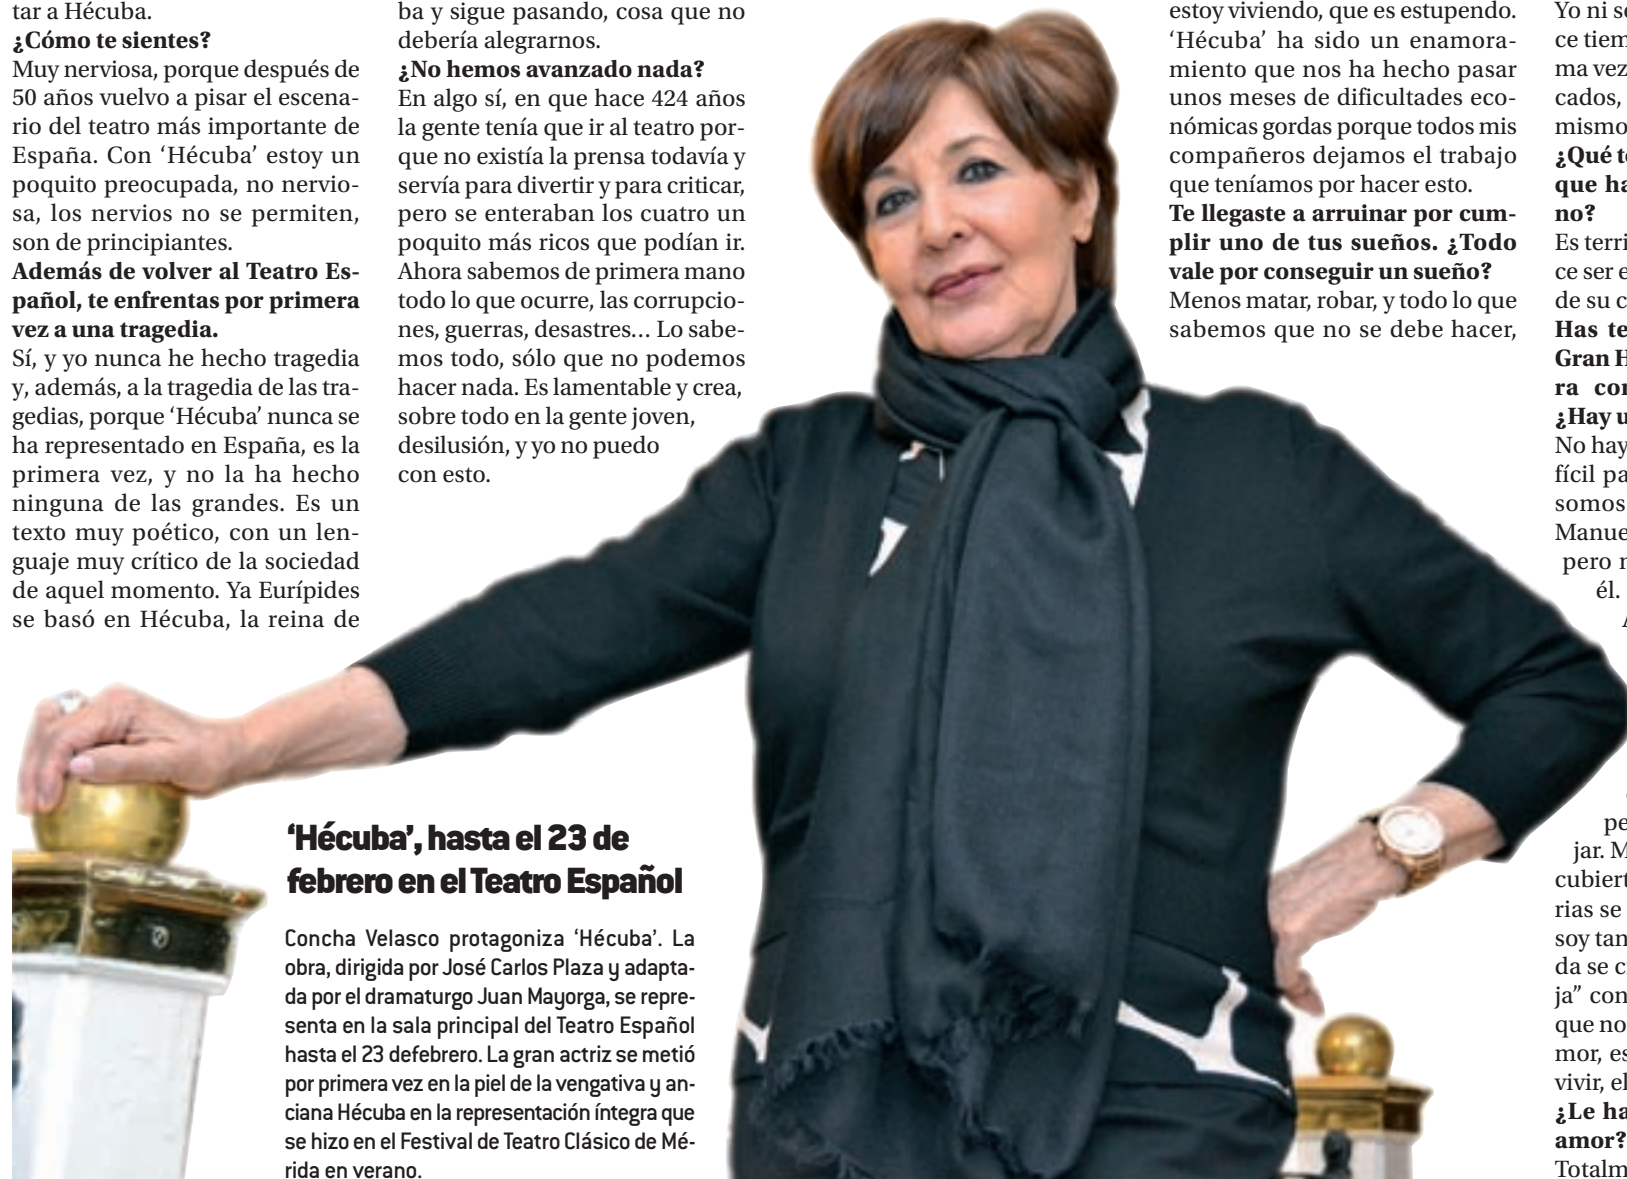 tar a Hécuba.
¿Cómo te sientes?
Muy nerviosa, porque después de
50 años vuelvo a pisar el escena-
rio del teatro más importante de
España. Con ‘Hécuba’ estoy un
poquito preocupada, no nervio-
sa, los nervios no se permiten,
son de principiantes.
Además de volver al Teatro Es-
pañol, te enfrentas por primera
vez a una tragedia.
Sí, y yo nunca he hecho tragedia
y, además, a la tragedia de las tra-
gedias, porque ‘Hécuba’ nunca se
ha representado en España, es la
primera vez, y no la ha hecho
ninguna de las grandes. Es un
texto muy poético, con un len-
guaje muy crítico de la sociedad
de aquel momento. Ya Eurípides
se basó en Hécuba, la reina de
ba y sigue pasando, cosa que no
debería alegrarnos.
¿No hemos avanzado nada?
En algo sí, en que hace 424 años
la gente tenía que ir al teatro por-
que no existía la prensa todavía y
servía para divertir y para criticar,
pero se enteraban los cuatro un
poquito más ricos que podían ir.
Ahora sabemos de primera mano
todo lo que ocurre, las corrupcio-
nes, guerras, desastres... Lo sabe-
mos todo, sólo que no podemos
hacer nada. Es lamentable y crea,
sobre todo en la gente joven,
desilusión, y yo no puedo
con esto.
‘Hécuba’, hasta el 23 de
febrero en el Teatro Español
Concha Velasco protagoniza ‘Hécuba’. La
obra, dirigida por José Carlos Plaza y adapta-
da por el dramaturgo Juan Mayorga, se repre-
senta en la sala principal del Teatro Español
hasta el 23 defebrero. La gran actriz se metió
por primera vez en la piel de la vengativa y an-
ciana Hécuba en la representación íntegra que
se hizo en el Festival de Teatro Clásico de Mé-
rida en verano.
estoy viviendo, que es estupendo.
‘Hécuba’ ha sido un enamora-
miento que nos ha hecho pasar
unos meses de dificultades eco-
nómicas gordas porque todos mis
compañeros dejamos el trabajo
que teníamos por hacer esto.
Te llegaste a arruinar por cum-
plir uno de tus sueños. ¿Todo
vale por conseguir un sueño?
Menos matar, robar, y todo lo que
sabemos que no se debe hacer,
Yo ni
ce
ma vez
cados,
mismo
¿Qué
que
no?
Es
ce ser
de su
Has
Gran
ra
¿Hay
No hay
fícil
somos
Manue
pero
él.
jar.
rias se
soy
da se
ja”
que
mor,
vivir,
¿Le
amor?